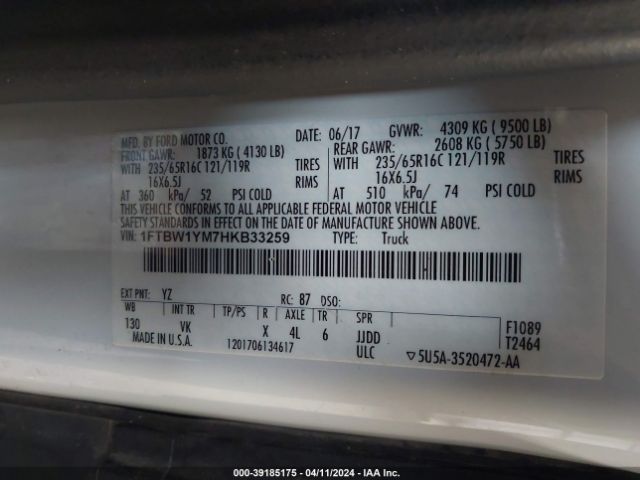 MFD. BY FORD MOTOR CO.
DATE: 06/17 GVWR: 4309 KG ( 9500 LB)
FRONT GAWR: 1873 KG ( 4130 LB) REAR GAWR: 2608 KG ( 5750 LB)
WITH 235/65R16C 121/119R TIRES WITH 235/65R16C 121/119R TIRES
16X6.5J RIMS 16X6.5J RIMS
AT 360 kPa/ 52 PSI COLD AT 510 kPa/ 74 PSI COLD
THIS VEHICLE CONFORMS TO ALL APPLICABLE FEDERAL MOTOR VEHICLE
SAFETY STANDARDS IN EFFECT ON THE DATE OF MANUFACTURE SHOWN ABOVE.
VIN: 1FTBW1YM7HKB33259 TYPE: Truck
EXT PNT: YZ RC: 87 DSO:
WB TP/PS R AXLE TR SPR
130 VK X 4L 6 JJDD F1089
MADE IN U.S.A. 1201706134617 ULC T2464
▽5U5A-3520472-AA
000-39185175 - 04/11/2024 - IAA Inc.